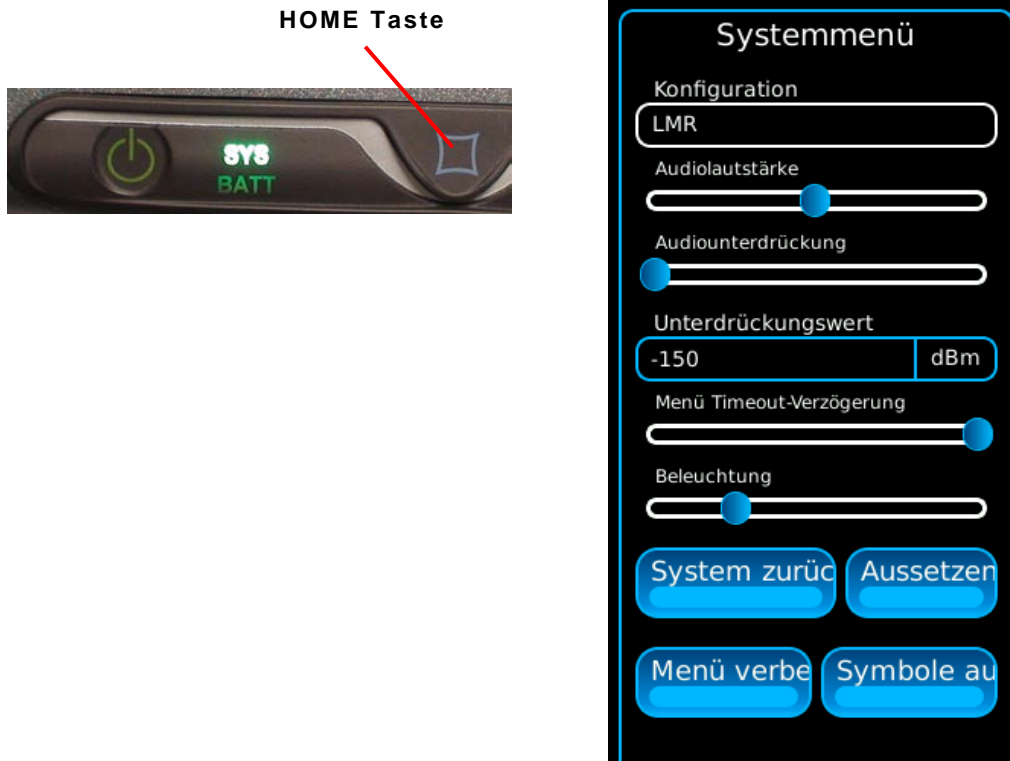 HOME Taste
SYS
BATT
Systemmenü
Konfiguration
LMR
Audiolautstärke
Audiounterdrückung
Unterdrückungswert
-150 dBm
Menü Timeout-Verzögerung
Beleuchtung
System zurüc Aussetzen
Menü verbe Symbole au